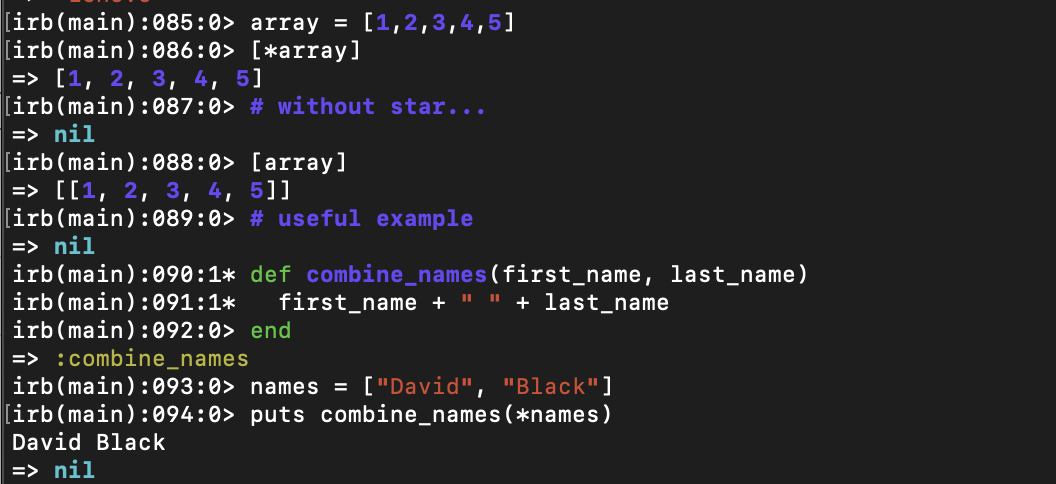 [irb(main):085:0> array = [1,2,3,4,5]
[irb(main):086:0> [*array]
=> [1, 2, 3, 4, 5]
[irb(main):087:0> # without star...
=> nil
[irb(main):088:0> [array]
=> [[1, 2, 3, 4, 5]]
[irb(main):089:0> # useful example
=> nil
irb(main):090:1* def combine_names(first_name, last_name)
irb(main):091:1*   first_name + " " + last_name
irb(main):092:0> end
=> :combine_names
irb(main):093:0> names = ["David", "Black"]
[irb(main):094:0> puts combine_names(*names)
David Black
=> nil